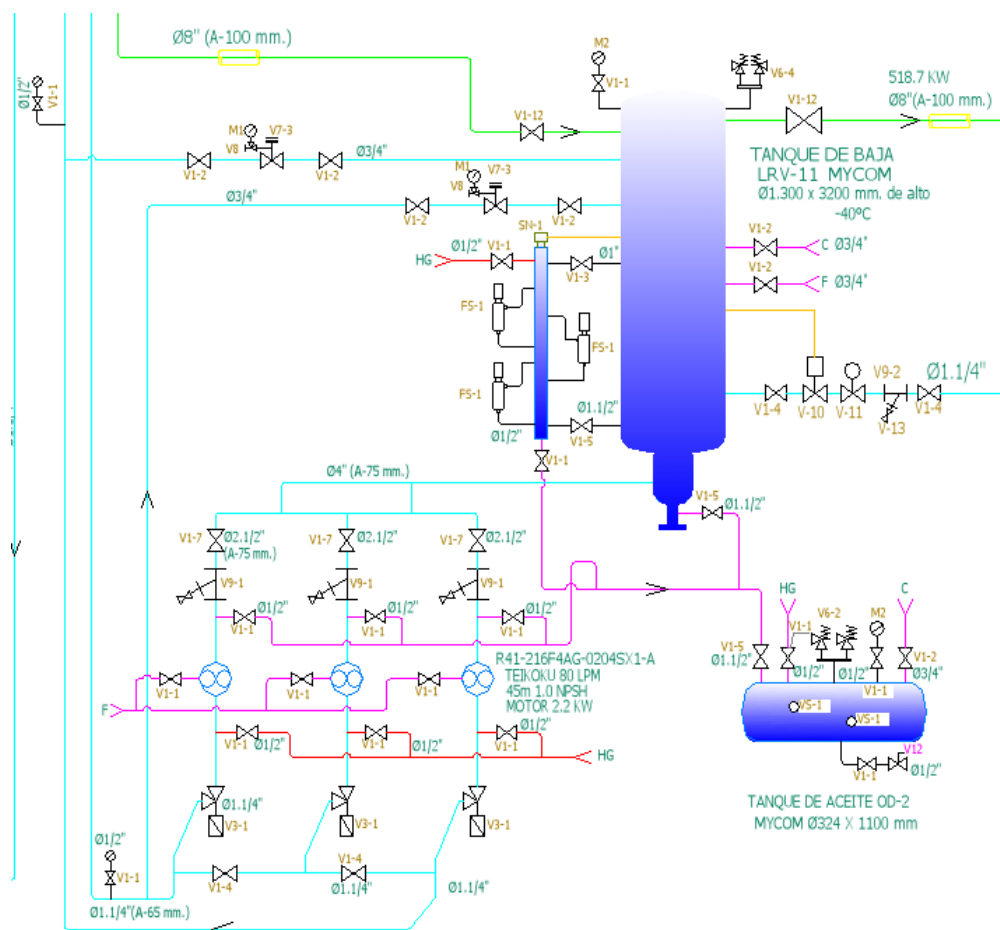 Ø8" (A-100 mm.)
M2
V1-1
V6-4
518.7 KW
Ø8" (A-100 mm.)
V1-12
V1-12
Ø1/2"
V1-1
M1
V7-3
V8
Ø3/4"
V1-2
V1-2
TANQUE DE BAJA
LRV-11 MYCOM
Ø1.300 x 3200 mm. de alto
-40ºC
M1
V7-3
V8
Ø3/4"
V1-2
V1-2
SN-1
V1-2
C Ø3/4"
V1-2
F Ø3/4"
Ø1/2"
V1-1
HG
Ø1"
V1-3
FS-1
FS-1
FS-1
V9-2
Ø1.1/4"
V1-4
V-10
V-11
V-13
V1-4
Ø1.1/2"
V1-5
Ø1/2"
V1-1
Ø4" (A-75 mm.)
V1-5
Ø1.1/2"
V1-7
Ø2.1/2"
(A-75 mm.)
V1-7
Ø2.1/2"
V1-7
Ø2.1/2"
V9-1
V9-1
V9-1
Ø1/2"
V1-1
Ø1/2"
V1-1
Ø1/2"
V1-1
HG
C
V6-2
M2
V1-1
V1-5
Ø1.1/2"
V1-2
Ø3/4"
Ø1/2"
Ø1/2"
V1-1
R41-216F4AG-0204SX1-A
TEIKOKU 80 LPM
45m 1.0 NPSH
MOTOR 2.2 KW
V1-1
V1-1
V1-1
F
VS-1
VS-1
V1-1
Ø1/2"
V1-1
Ø1/2"
V1-1
Ø1/2"
HG
V12
V1-1
Ø1/2"
Ø1.1/4"
V3-1
V3-1
V3-1
TANQUE DE ACEITE OD-2
MYCOM Ø324 X 1100 mm
Ø1/2"
V1-1
V1-4
V1-4
Ø1.1/4"
Ø1.1/4"
Ø1.1/4"(A-65 mm.)